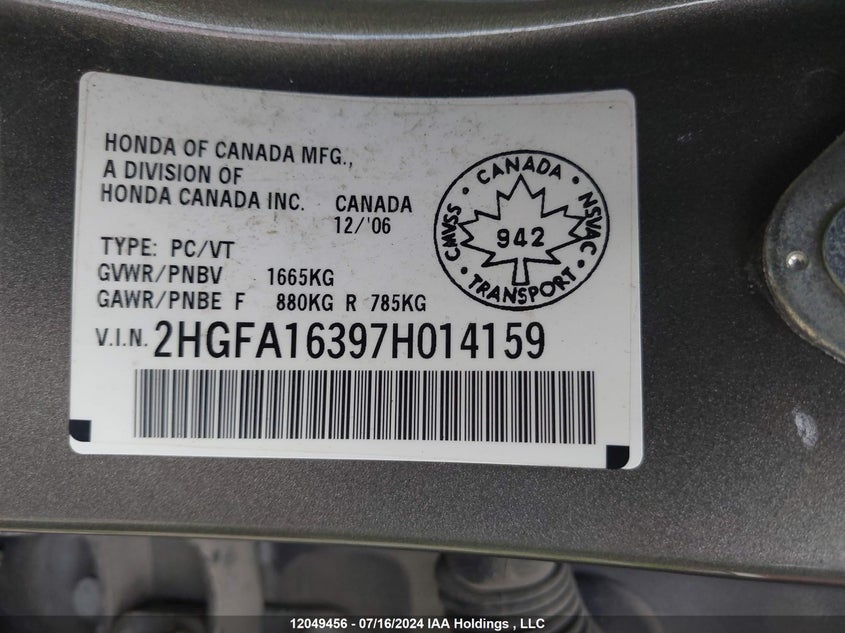 HONDA OF CANADA MFG.,
A DIVISION OF
HONDA CANADA INC. CANADA
12/'06
TYPE: PC/VT
GVWR/PNBV 1665KG
GAWR/PNBE F 880KG R 785KG
V.I.N. 2HGFA16397H014159
• CANADA •
CMVSS
942
NSVAC
• TRANSPORT •
12049456 - 07/16/2024 IAA Holdings , LLC